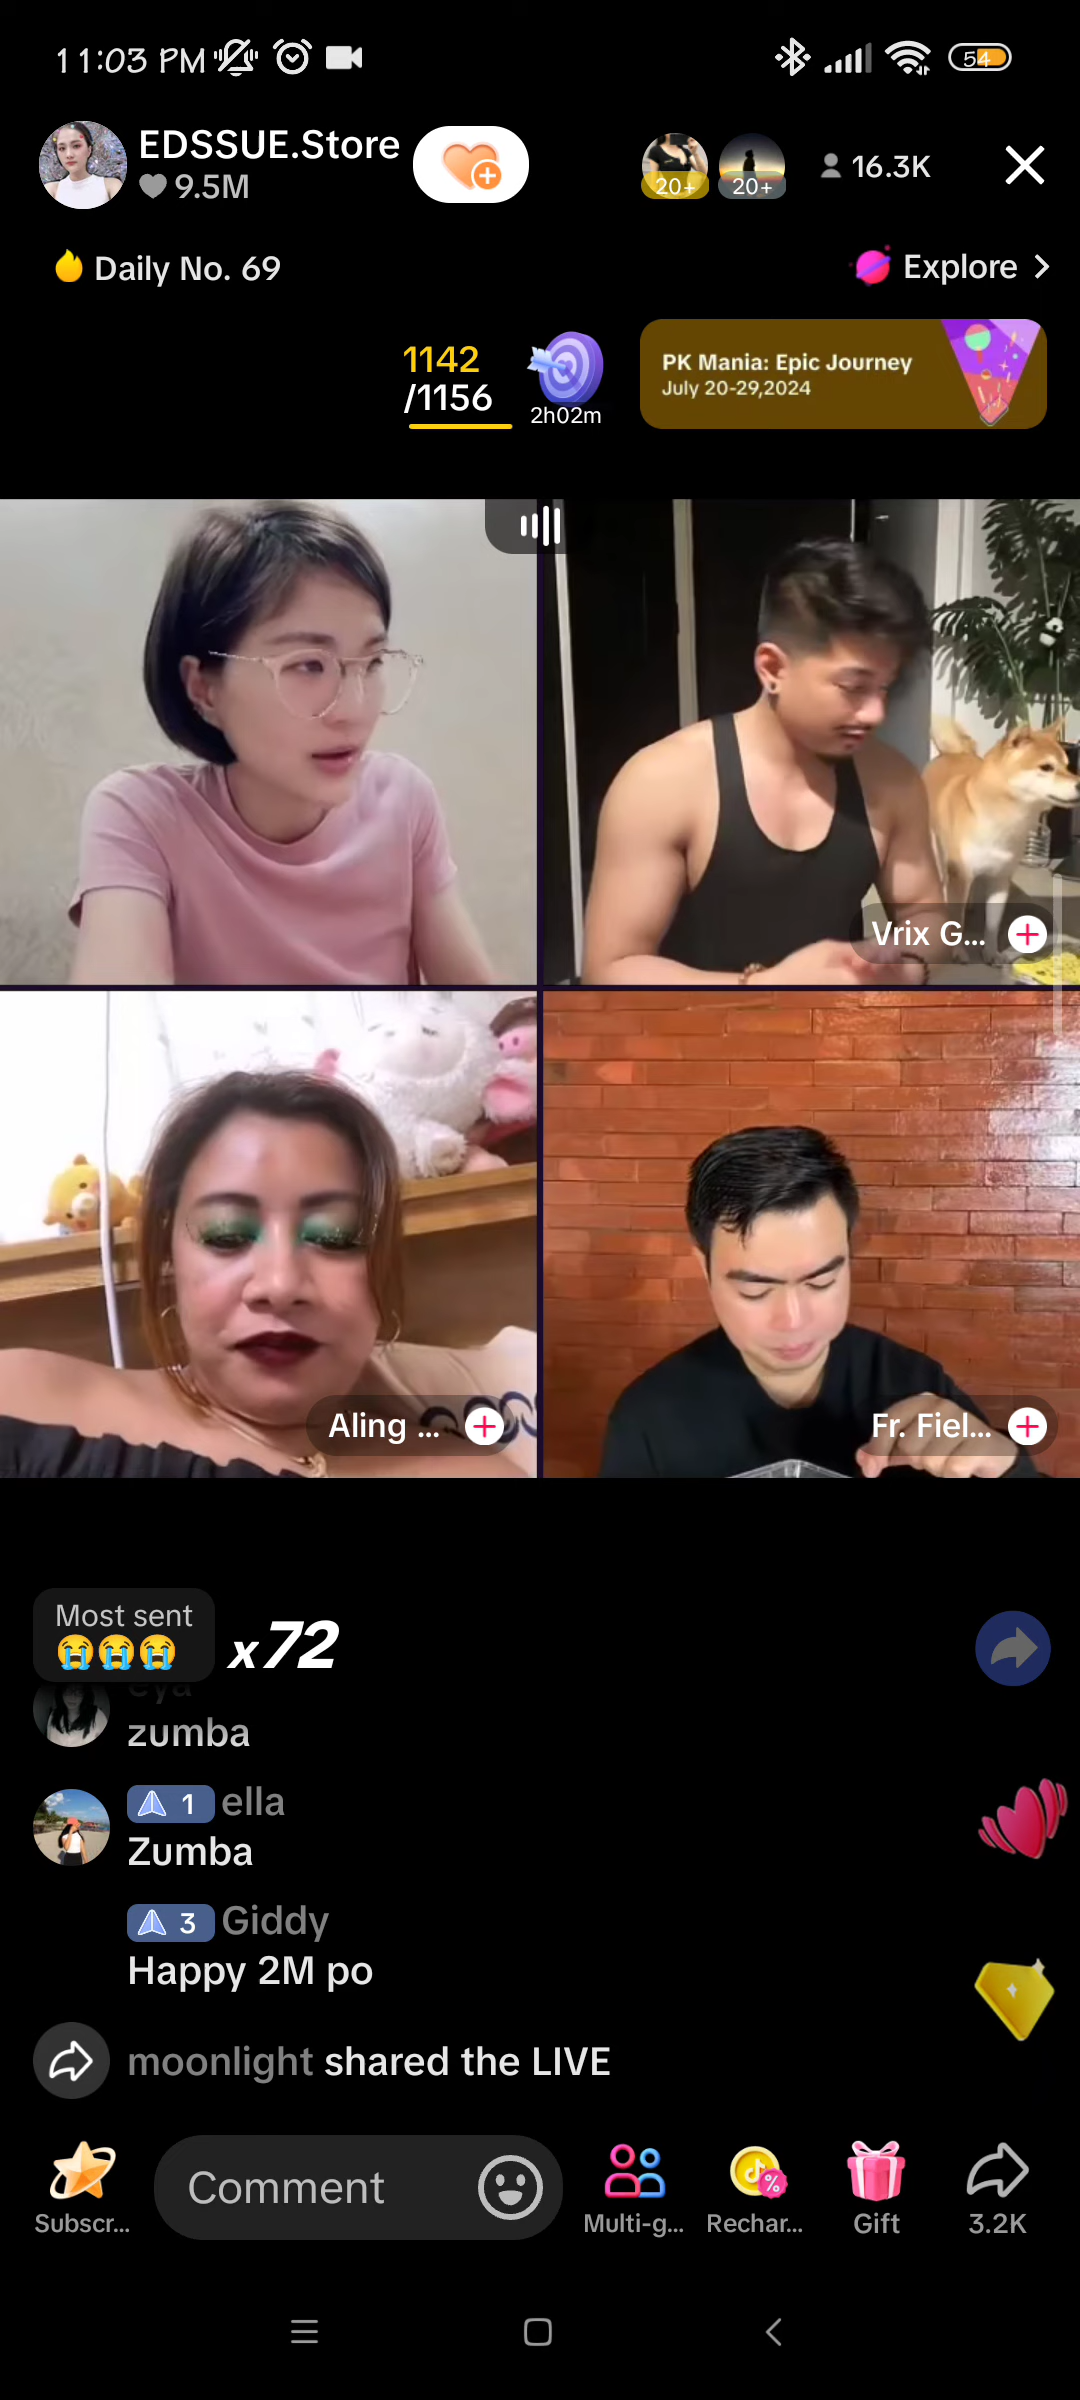 11:03 PM
54
EDSSUE.Store
9.5M
20+
20+
16.3K
Daily No. 69
Explore
1142
/1156
2h02m
PK Mania: Epic Journey
July 20-29,2024
Vrix G...
Aling ...
Fr. Fiel...
Most sent
😭😭😭
x72
eya
zumba
1 ella
Zumba
3 Giddy
Happy 2M po
moonlight shared the LIVE
Comment
Subscr...
Multi-g...
Rechar...
Gift
3.2K